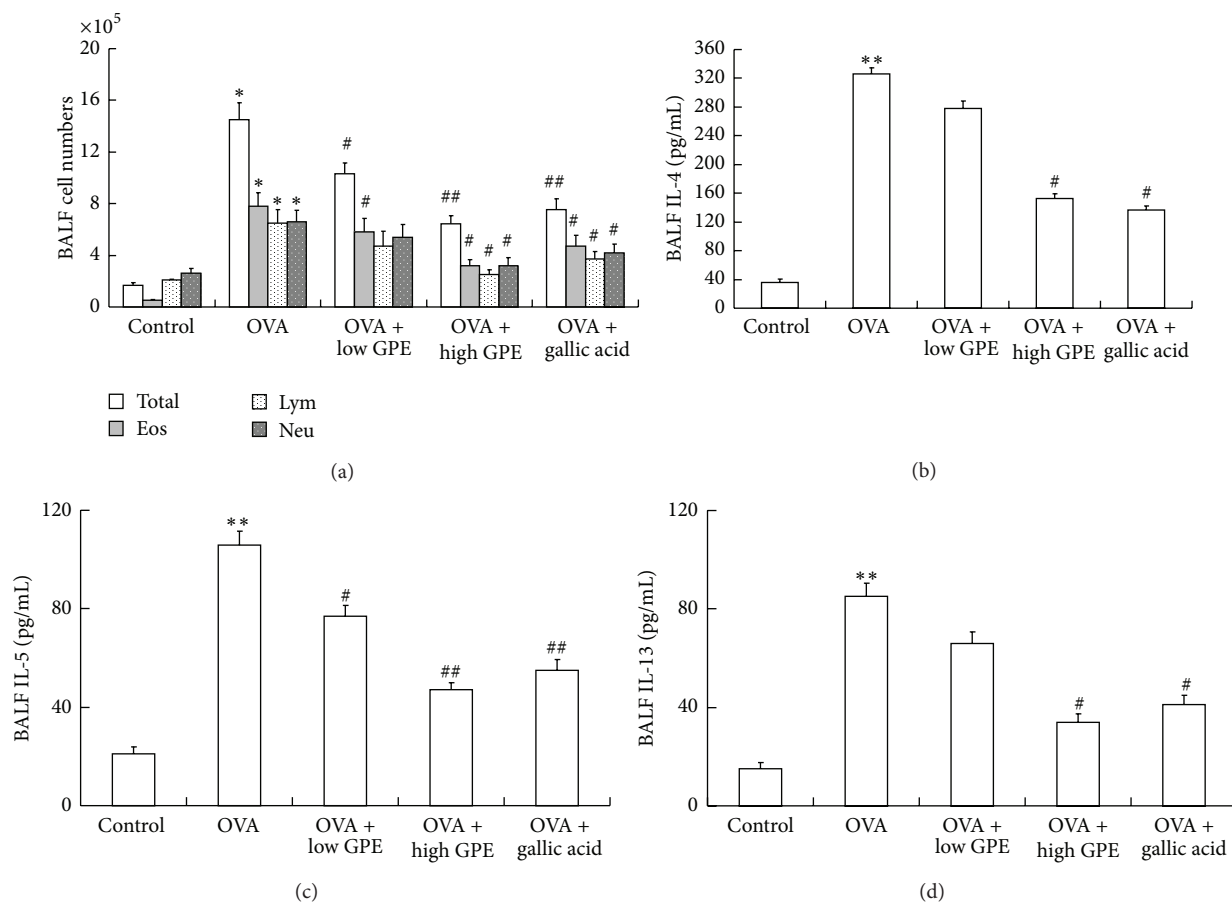 ×10⁵
20
16
12
8
4
0
BALF cell numbers
*
*
*
*
#
#
##
#
#
#
##
#
#
#
Control
OVA
OVA +
low GPE
OVA +
high GPE
OVA +
gallic acid
Total
Eos
Lym
Neu
(a)
360
320
280
240
200
160
120
80
40
0
BALF IL-4 (pg/mL)
**
#
#
Control
OVA
OVA +
low GPE
OVA +
high GPE
OVA +
gallic acid
(b)
120
80
40
0
BALF IL-5 (pg/mL)
**
#
##
##
Control
OVA
OVA +
low GPE
OVA +
high GPE
OVA +
gallic acid
(c)
120
80
40
0
BALF IL-13 (pg/mL)
**
#
#
Control
OVA
OVA +
low GPE
OVA +
high GPE
OVA +
gallic acid
(d)